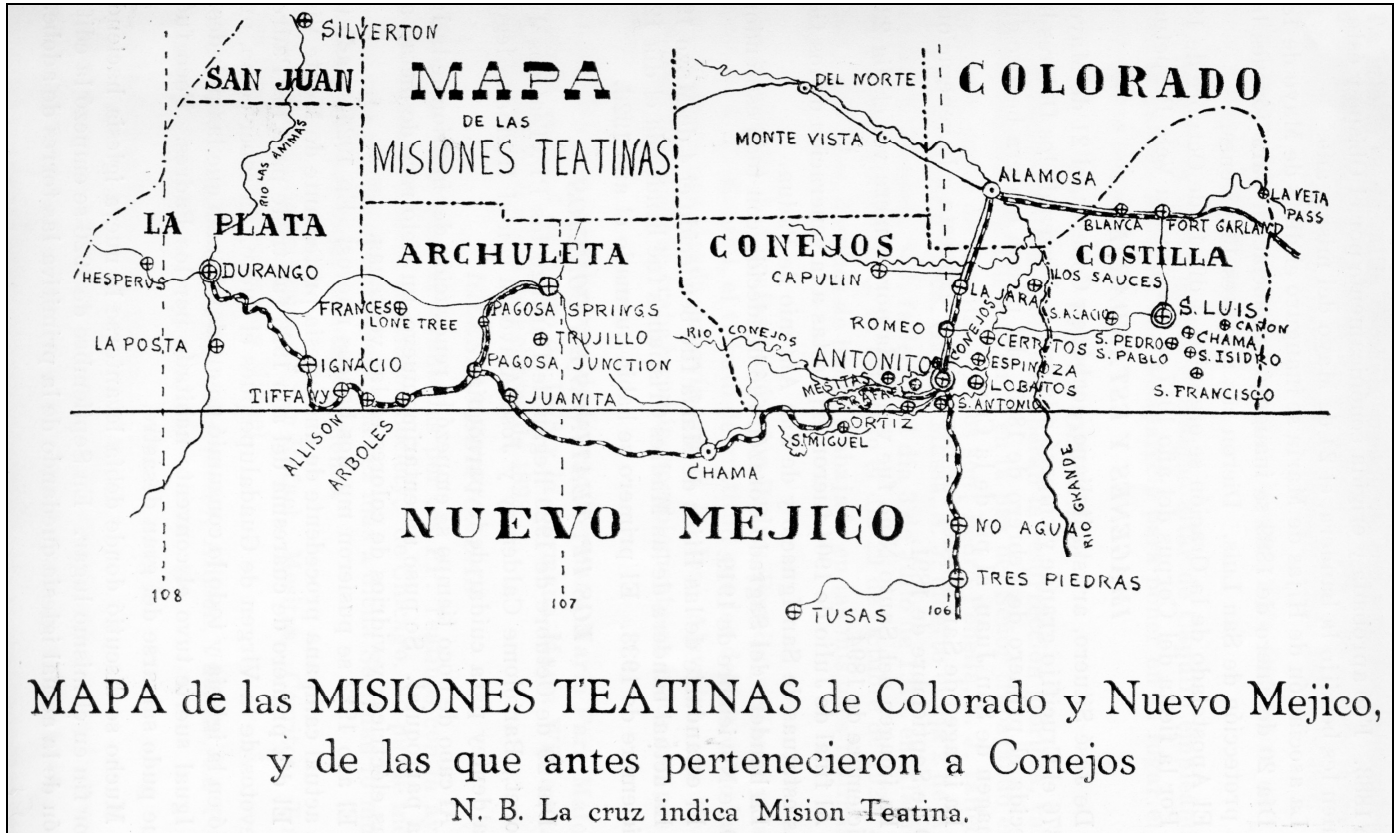 SILVERTON
SAN JUAN
MAPA
DE LAS
MISIONES TEATINAS
COLORADO
DEL NORTE
MONTE VISTA
ALAMOSA
RIO LAS ANIMAS
LA VETA
PASS
BLANCA
FORT GARLAND
LA PLATA
ARCHULETA
CONEJOS
COSTILLA
HESPERUS
DURANGO
CAPULIN
LOS SAUCES
LA JARA
FRANCES
LONE TREE
PAGOSA SPRINGS
TRUJILLO
ROMEO
CONEJOS
S. ACACIO
S. LUIS
CAÑON
CHAMA
S. PEDRO
S. PABLO
S. ISIDRO
S. FRANCISCO
LA POSTA
IGNACIO
PAGOSA JUNCTION
RIO CONEJOS
ANTONITO
CERRITOS
ESPINOZA
MESITAS
LOBATOS
TIFFANY
JUANITA
S. RAFAEL
S. ANTONIO
ORTIZ
ALLISON
ARBOLES
CHAMA
S. MIGUEL
NUEVO MEJICO
NO AGUA
RIO GRANDE
TRES PIEDRAS
TUSAS
108
107
106
MAPA de las MISIONES TEATINAS de Colorado y Nuevo Mejico,
y de las que antes pertenecieron a Conejos
N. B. La cruz indica Mision Teatina.